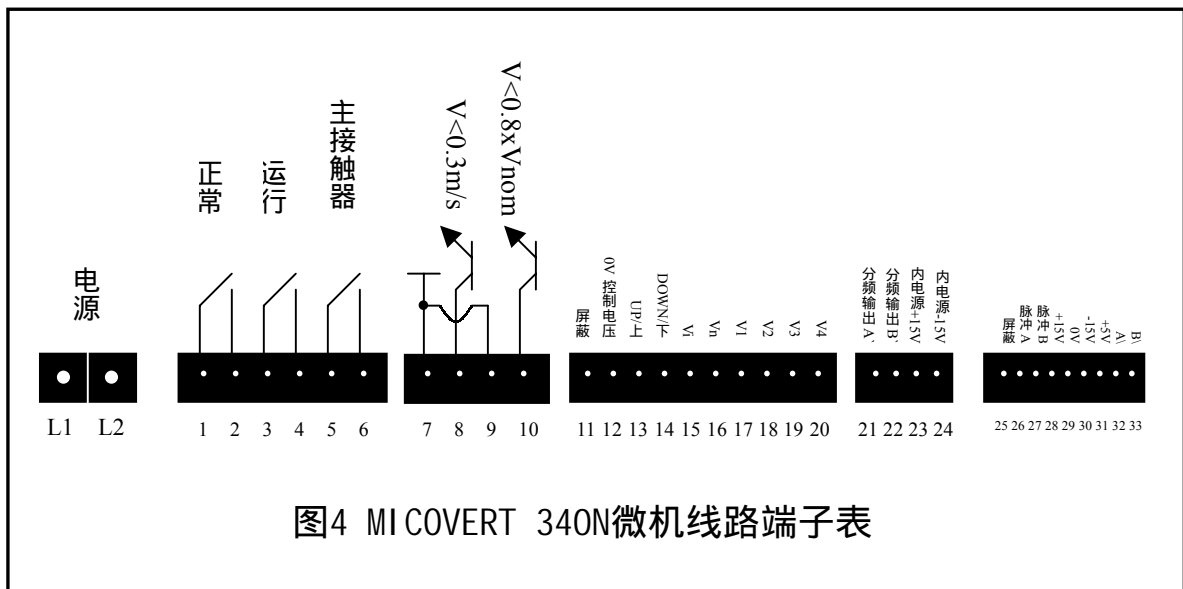 电源
正常
运行
主接触器
V<0.3m/s
V<0.8xVnom
屏蔽
0V 控制电压
UP/上
DOWN/下
Vi
Vn
V1
V2
V3
V4
分频输出 A`
分频输出 B`
内电源+15V
内电源-15V
屏蔽
脉冲 A
脉冲 B
+15V
0V
-15V
+5V
A\
B\
L1 L2
1 2 3 4 5 6
7 8 9 10
11 12 13 14 15 16 17 18 19 20
21 22 23 24
25 26 27 28 29 30 31 32 33
图4 MICOVERT 340N微机线路端子表